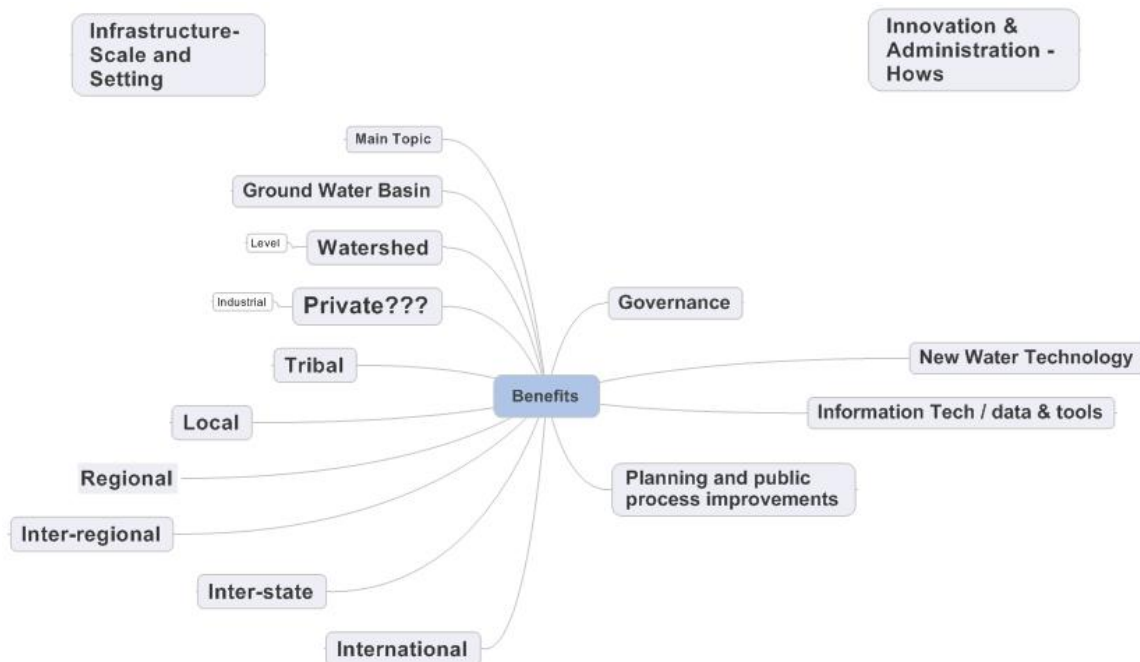 Infrastructure-
Scale and
Setting
Innovation &
Administration -
Hows
Main Topic
Ground Water Basin
Level
Watershed
Industrial
Private???
Tribal
Local
Regional
Inter-regional
Inter-state
International
Benefits
Governance
New Water Technology
Information Tech / data & tools
Planning and public
process improvements